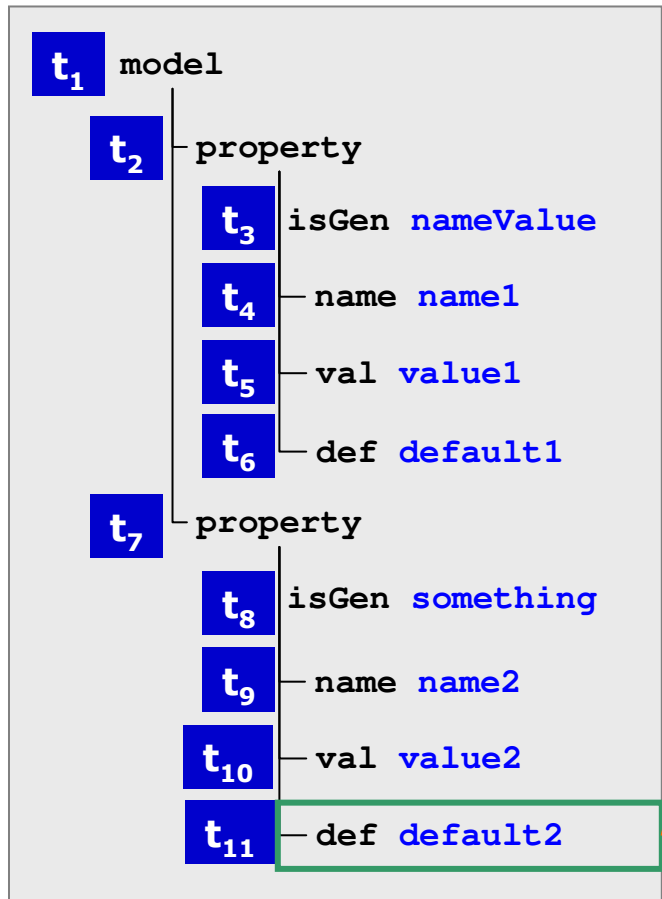 t₁ model
t₂ property
t₃ isGen nameValue
t₄ name name1
t₅ val value1
t₆ def default1
t₇ property
t₈ isGen something
t₉ name name2
t₁₀ val value2
t₁₁ def default2